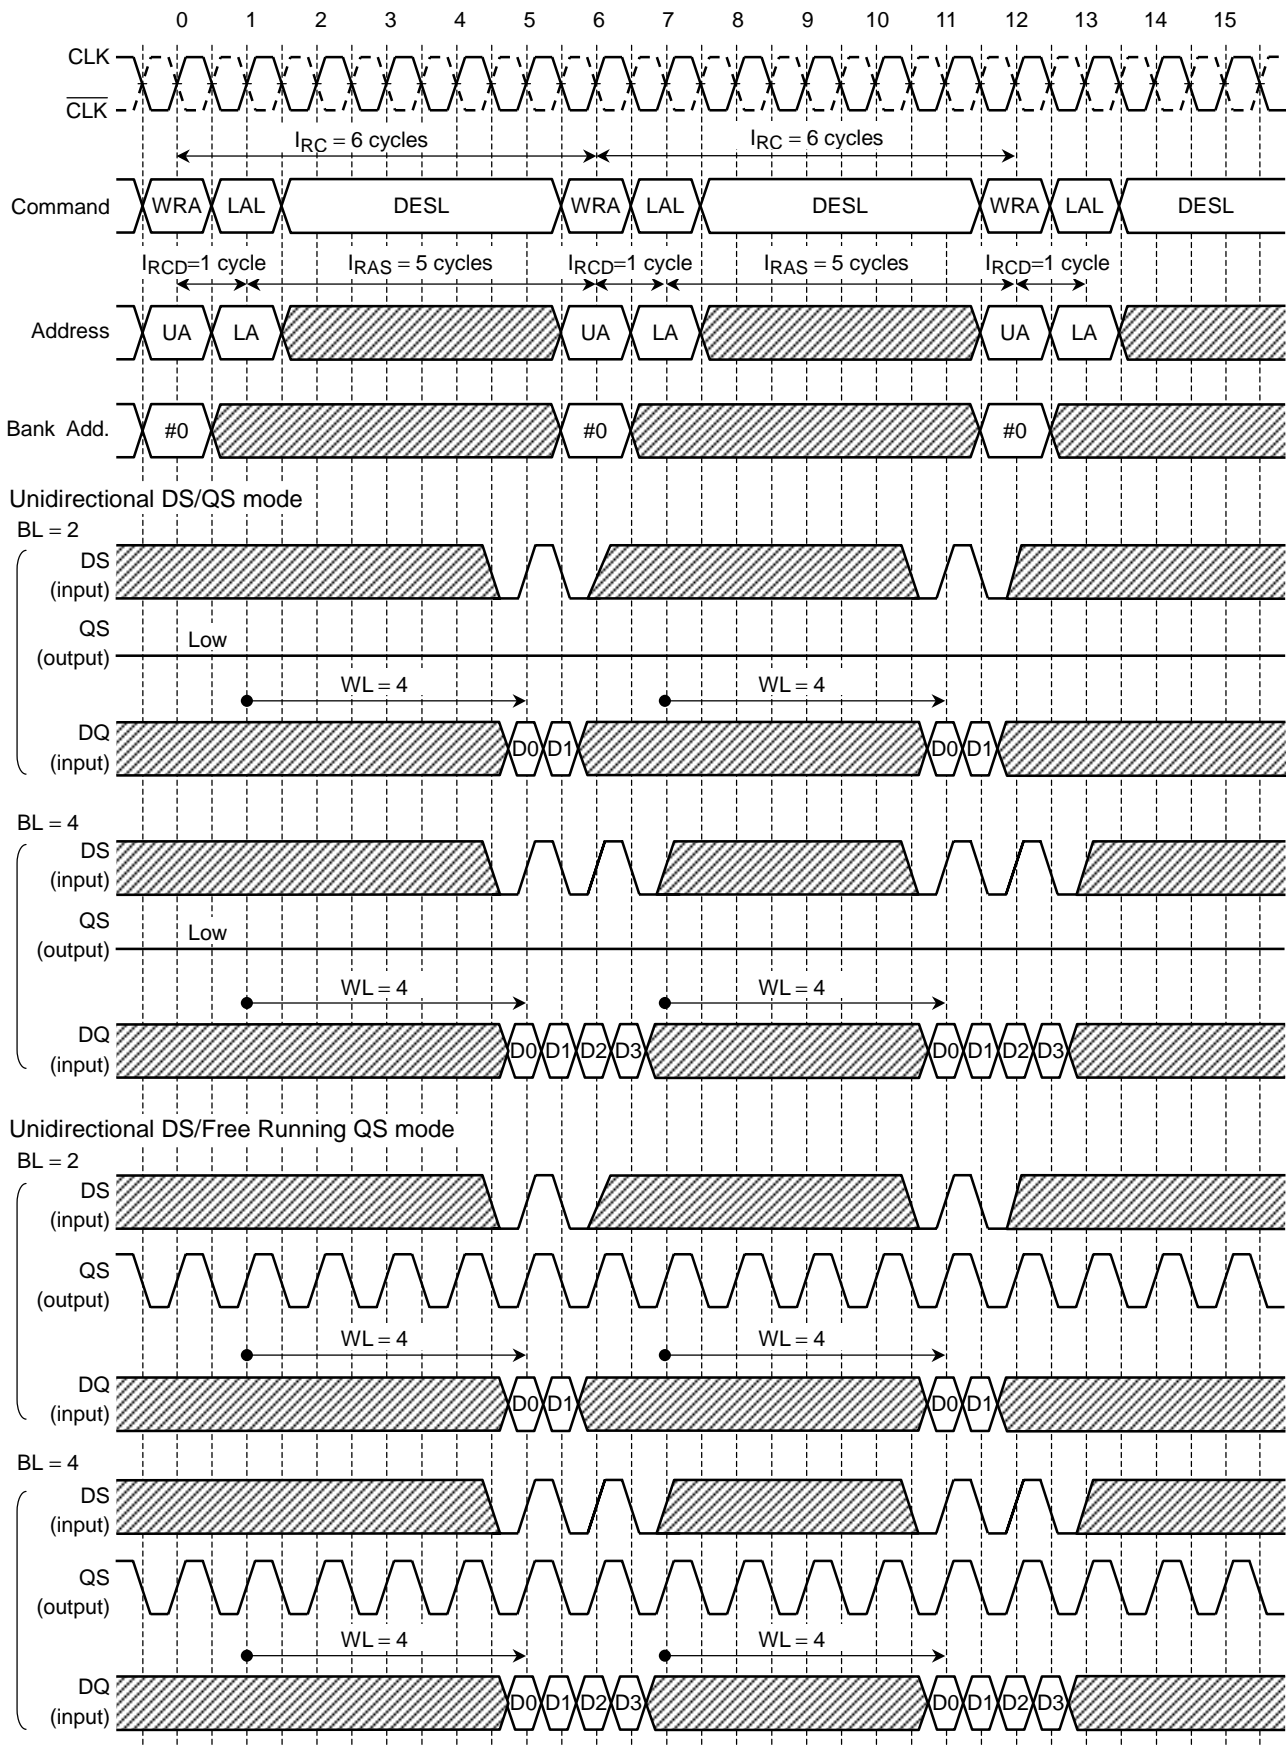 0 1 2 3 4 5 6 7 8 9 10 11 12 13 14 15
CLK
CLK
IRC = 6 cycles IRC = 6 cycles
Command WRA LAL DESL WRA LAL DESL WRA LAL DESL
IRCD=1 cycle IRAS = 5 cycles IRCD=1 cycle IRAS = 5 cycles IRCD=1 cycle
Address UA LA UA LA UA LA
Bank Add. #0 #0 #0
Unidirectional DS/QS mode
BL = 2
DS
(input)
QS
(output)
Low
WL = 4 WL = 4
DQ
(input)
D0 D1 D0 D1
BL = 4
DS
(input)
QS
(output)
Low
WL = 4 WL = 4
DQ
(input)
D0 D1 D2 D3 D0 D1 D2 D3
Unidirectional DS/Free Running QS mode
BL = 2
DS
(input)
QS
(output)
WL = 4 WL = 4
DQ
(input)
D0 D1 D0 D1
BL = 4
DS
(input)
QS
(output)
WL = 4 WL = 4
DQ
(input)
D0 D1 D2 D3 D0 D1 D2 D3